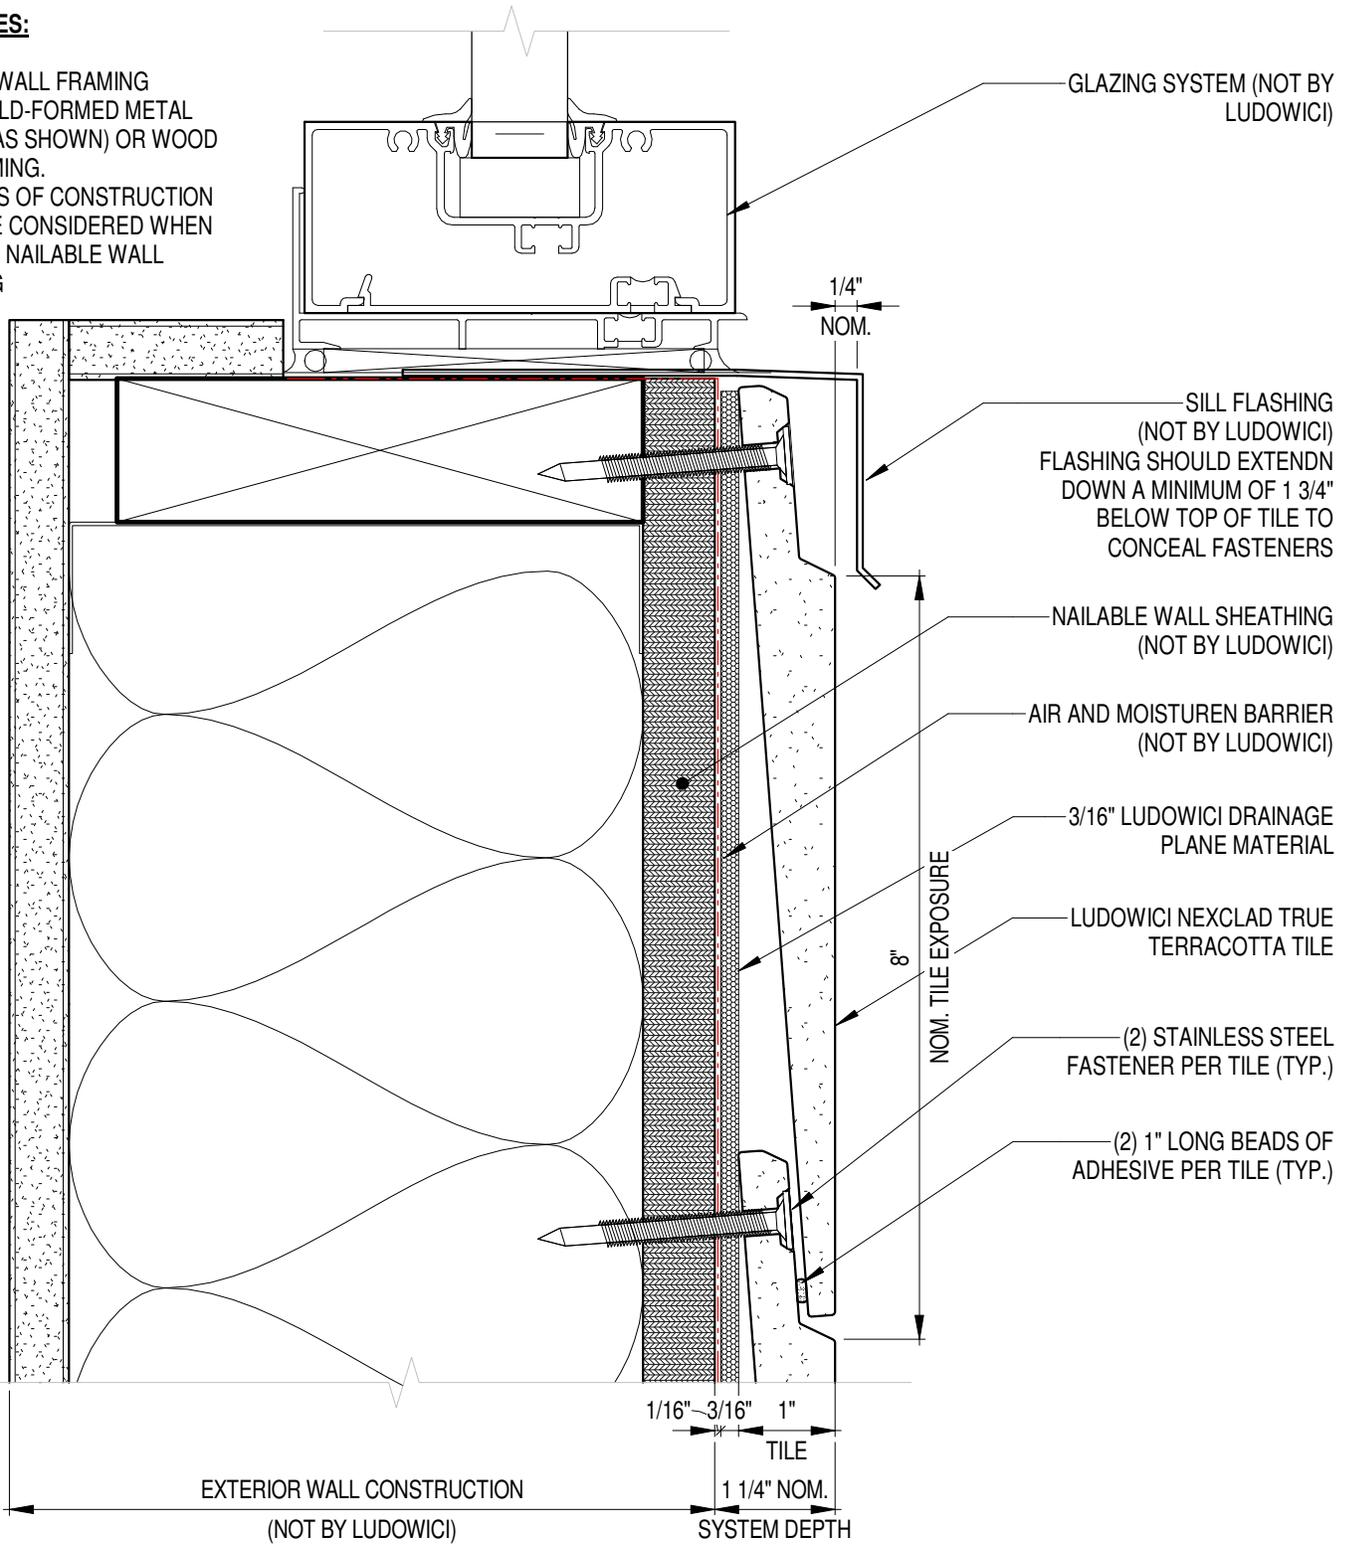 ES:
WALL FRAMING
LD-FORMED METAL
AS SHOWN) OR WOOD
MING.
S OF CONSTRUCTION
E CONSIDERED WHEN
NAILABLE WALL
G
GLAZING SYSTEM (NOT BY
LUDOWICI)
1/4"
NOM.
SILL FLASHING
(NOT BY LUDOWICI)
FLASHING SHOULD EXTENDN
DOWN A MINIMUM OF 1 3/4"
BELOW TOP OF TILE TO
CONCEAL FASTENERS
NAILABLE WALL SHEATHING
(NOT BY LUDOWICI)
AIR AND MOISTUREN BARRIER
(NOT BY LUDOWICI)
3/16" LUDOWICI DRAINAGE
PLANE MATERIAL
LUDOWICI NEXCLAD TRUE
TERRACOTTA TILE
8"
NOM. TILE EXPOSURE
(2) STAINLESS STEEL
FASTENER PER TILE (TYP.)
(2) 1" LONG BEADS OF
ADHESIVE PER TILE (TYP.)
1/16" 3/16" 1"
TILE
EXTERIOR WALL CONSTRUCTION
(NOT BY LUDOWICI)
1 1/4" NOM.
SYSTEM DEPTH